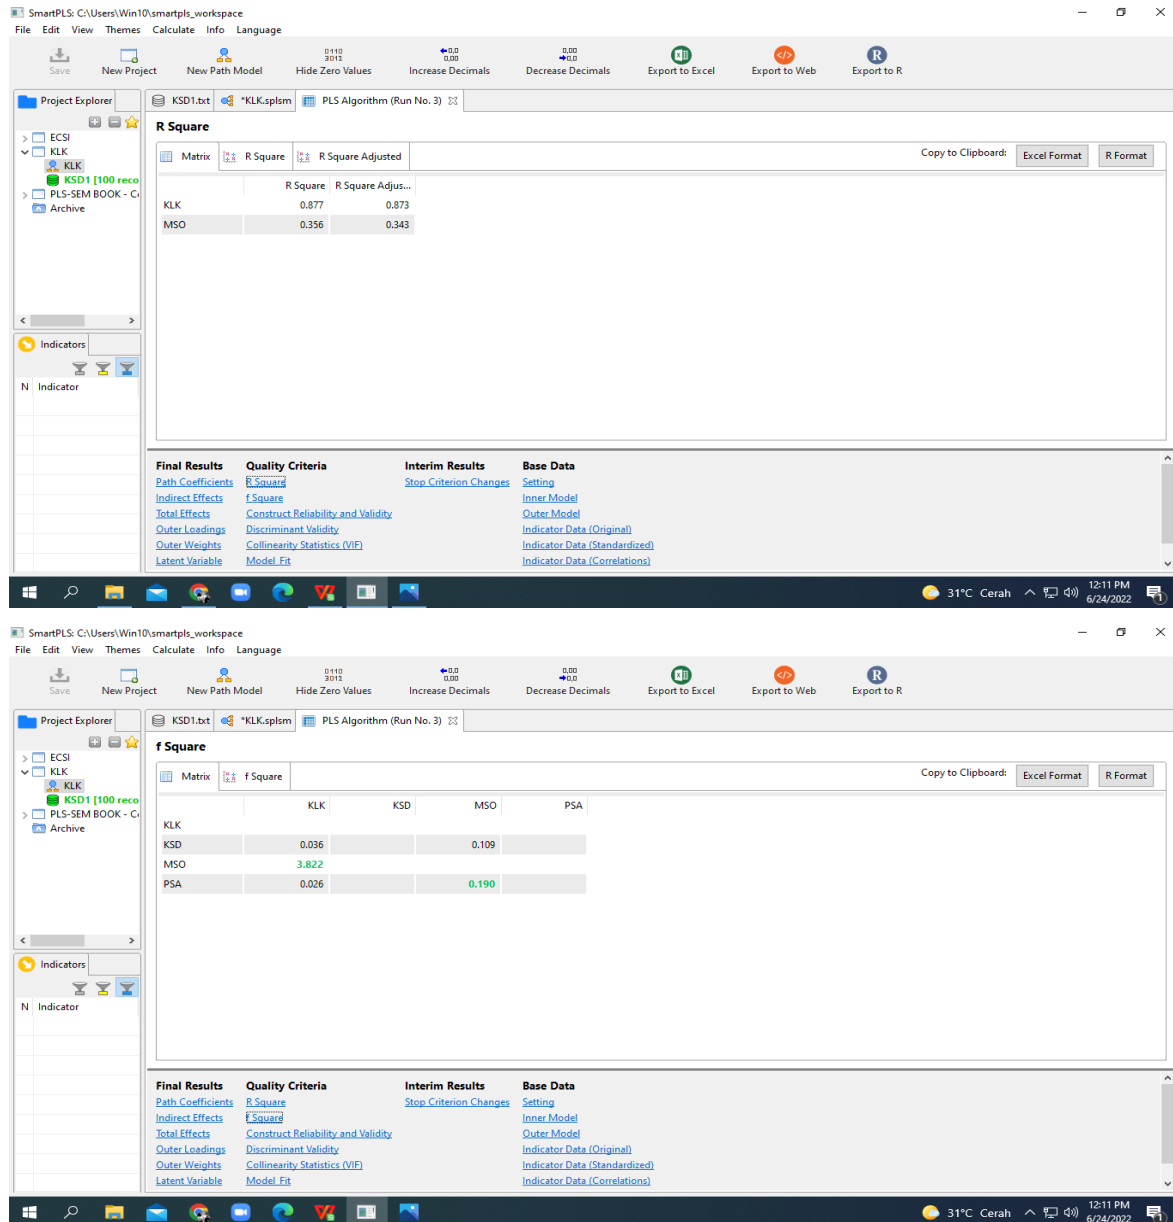 SmartPLS: C:\Users\Win10\smartpls_workspace
File Edit View Themes Calculate Info Language
Save New Project New Path Model Hide Zero Values Increase Decimals Decrease Decimals Export to Excel Export to Web Export to R
Project Explorer KSD1.txt *KLK.splsm PLS Algorithm (Run No. 3)
R Square
ECSI
KLK
KLK
KSD1 [100 reco
PLS-SEM BOOK - C
Archive
Matrix R Square R Square Adjusted Copy to Clipboard: Excel Format R Format
R Square R Square Adjus...
KLK 0.877 0.873
MSO 0.356 0.343
Indicators
N Indicator
Final Results Quality Criteria Interim Results Base Data
Path Coefficients R Square Stop Criterion Changes Setting
Indirect Effects f Square Inner Model
Total Effects Construct Reliability and Validity Outer Model
Outer Loadings Discriminant Validity Indicator Data (Original)
Outer Weights Collinearity Statistics (VIF) Indicator Data (Standardized)
Latent Variable Model_Fit Indicator Data (Correlations)
31°C Cerah 12:11 PM
6/24/2022
SmartPLS: C:\Users\Win10\smartpls_workspace
File Edit View Themes Calculate Info Language
Save New Project New Path Model Hide Zero Values Increase Decimals Decrease Decimals Export to Excel Export to Web Export to R
Project Explorer KSD1.txt *KLK.splsm PLS Algorithm (Run No. 3)
f Square
ECSI
KLK
KLK
KSD1 [100 reco
PLS-SEM BOOK - C
Archive
Matrix f Square Copy to Clipboard: Excel Format R Format
KLK KSD MSO PSA
KLK
KSD 0.036 0.109
MSO 3.822
PSA 0.026 0.190
Indicators
N Indicator
Final Results Quality Criteria Interim Results Base Data
Path Coefficients R Square Stop Criterion Changes Setting
Indirect Effects f Square Inner Model
Total Effects Construct Reliability and Validity Outer Model
Outer Loadings Discriminant Validity Indicator Data (Original)
Outer Weights Collinearity Statistics (VIF) Indicator Data (Standardized)
Latent Variable Model_Fit Indicator Data (Correlations)
31°C Cerah 12:11 PM
6/24/2022